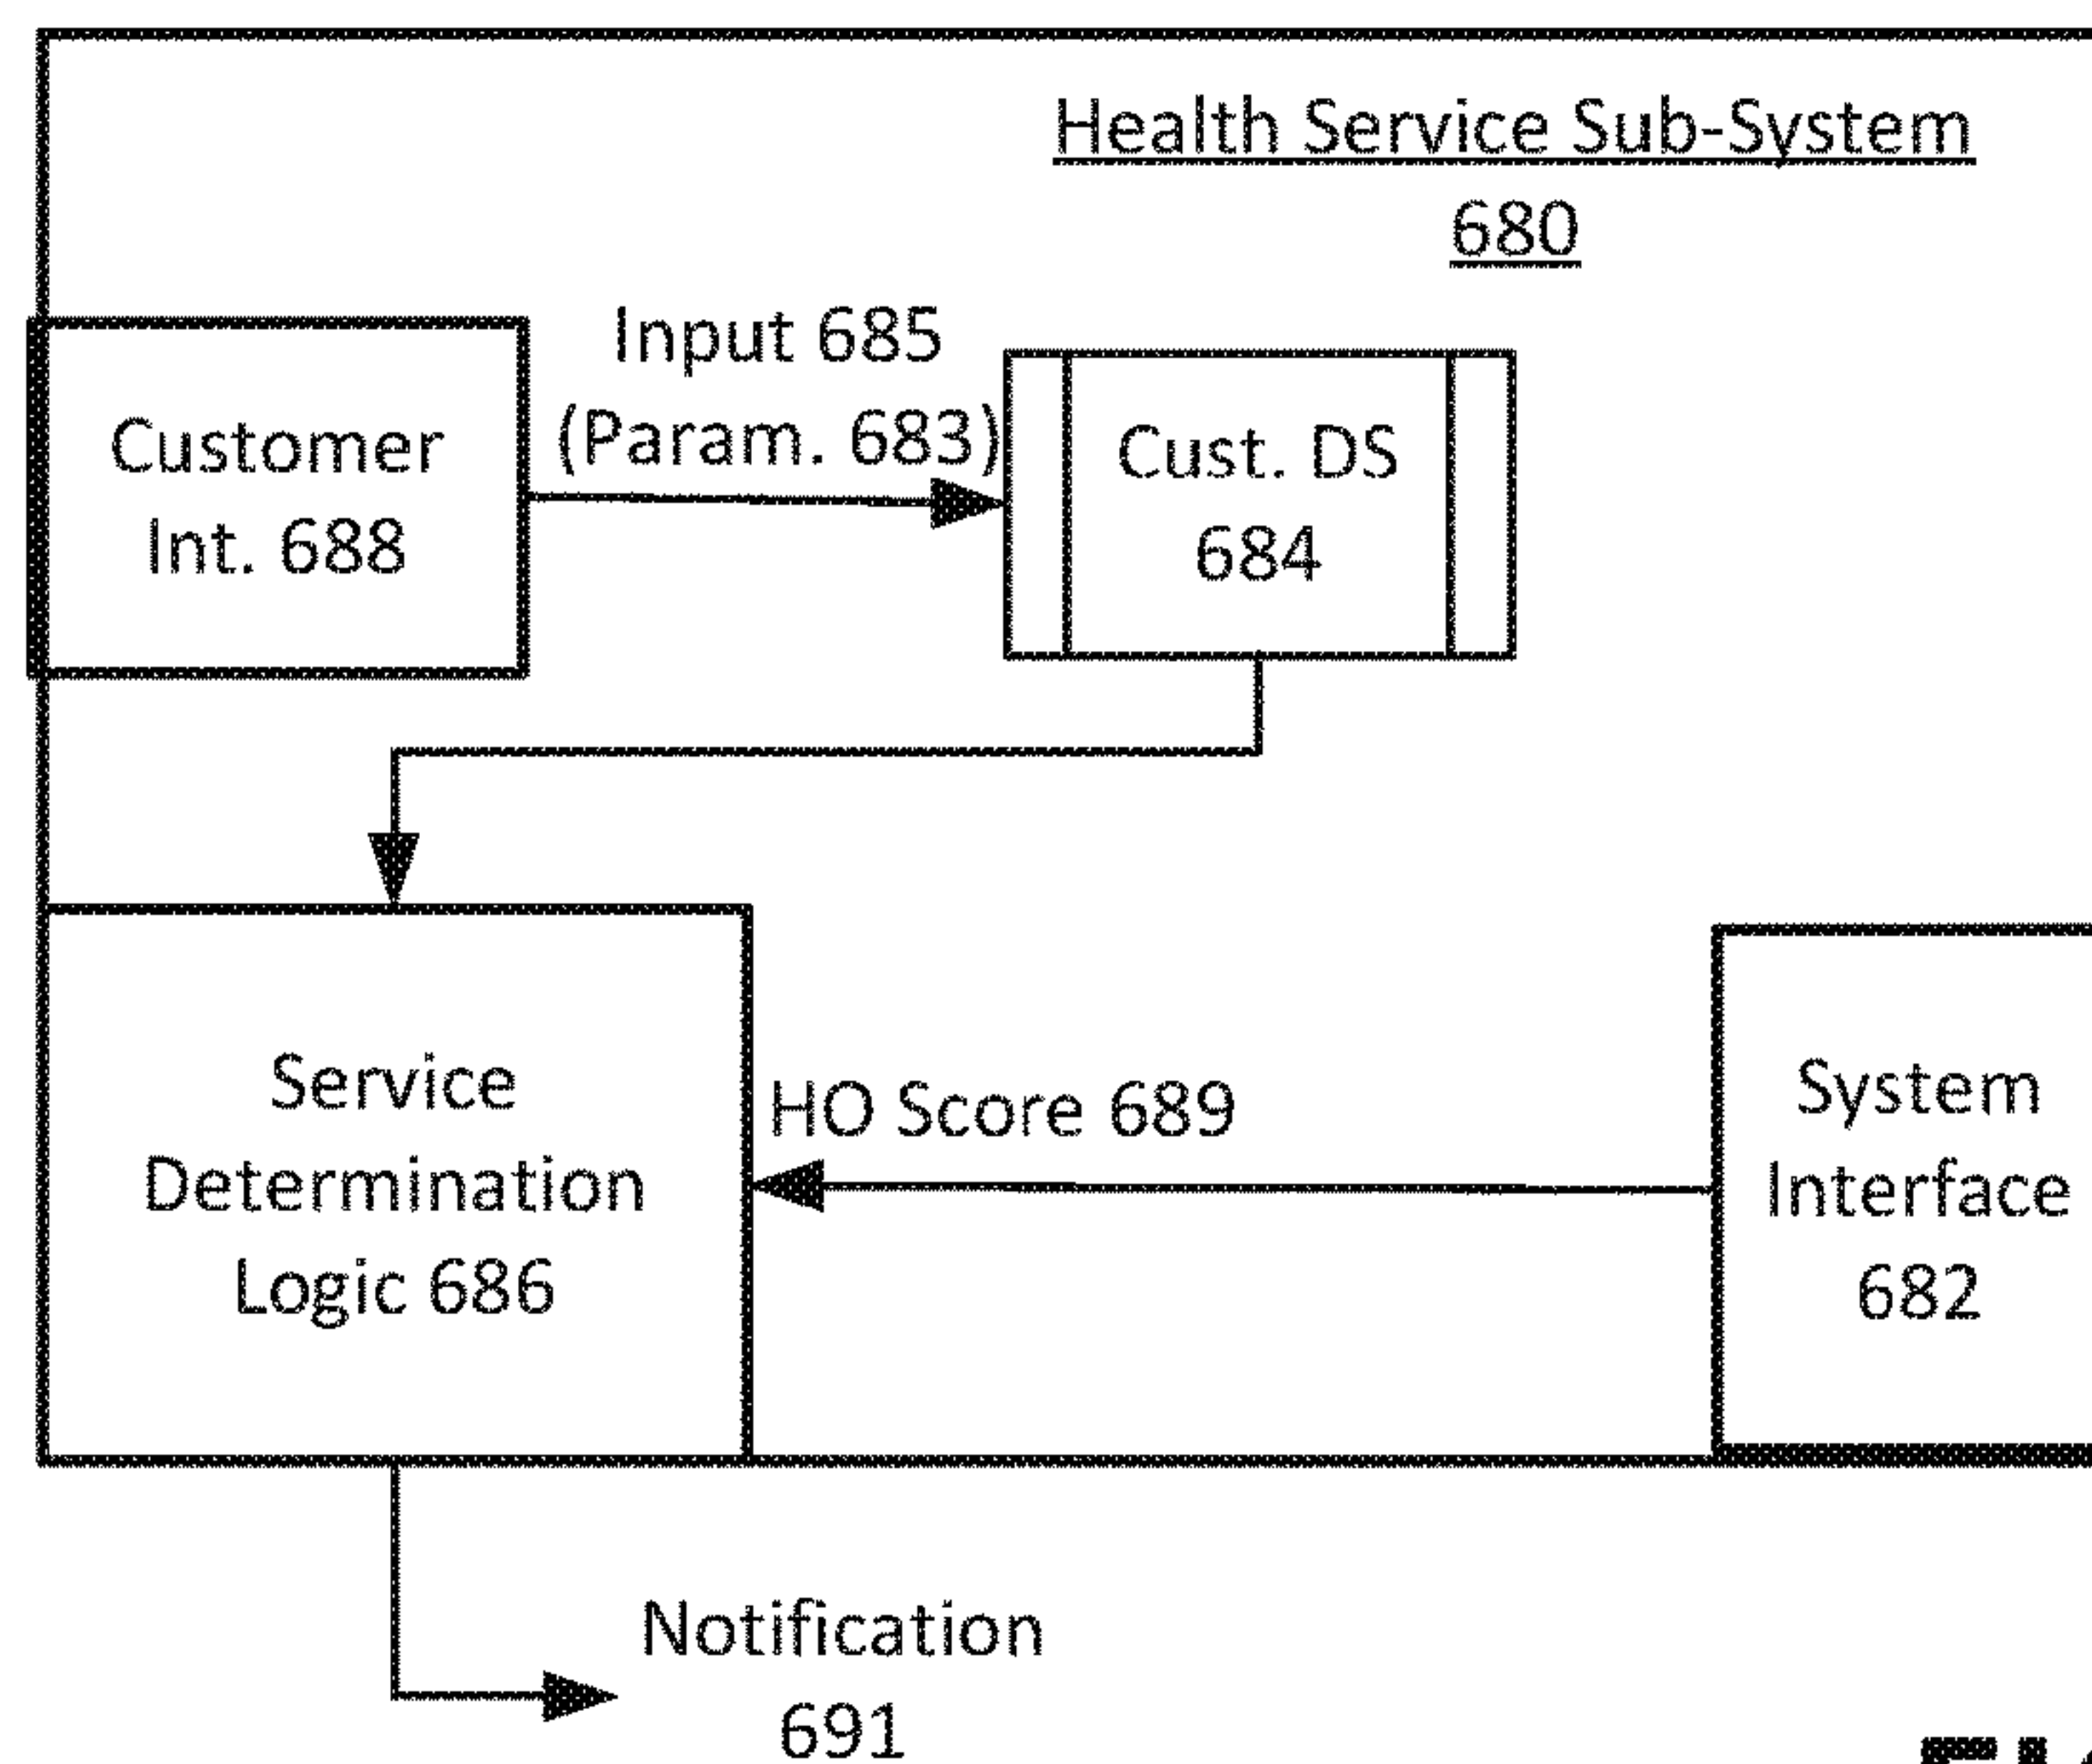 Health Service Sub-System
680
Input 685
(Param. 683)
Customer
Int. 688
Cust. DS
684
Service
Determination
Logic 686
HO Score 689
System
Interface
682
Notification
691